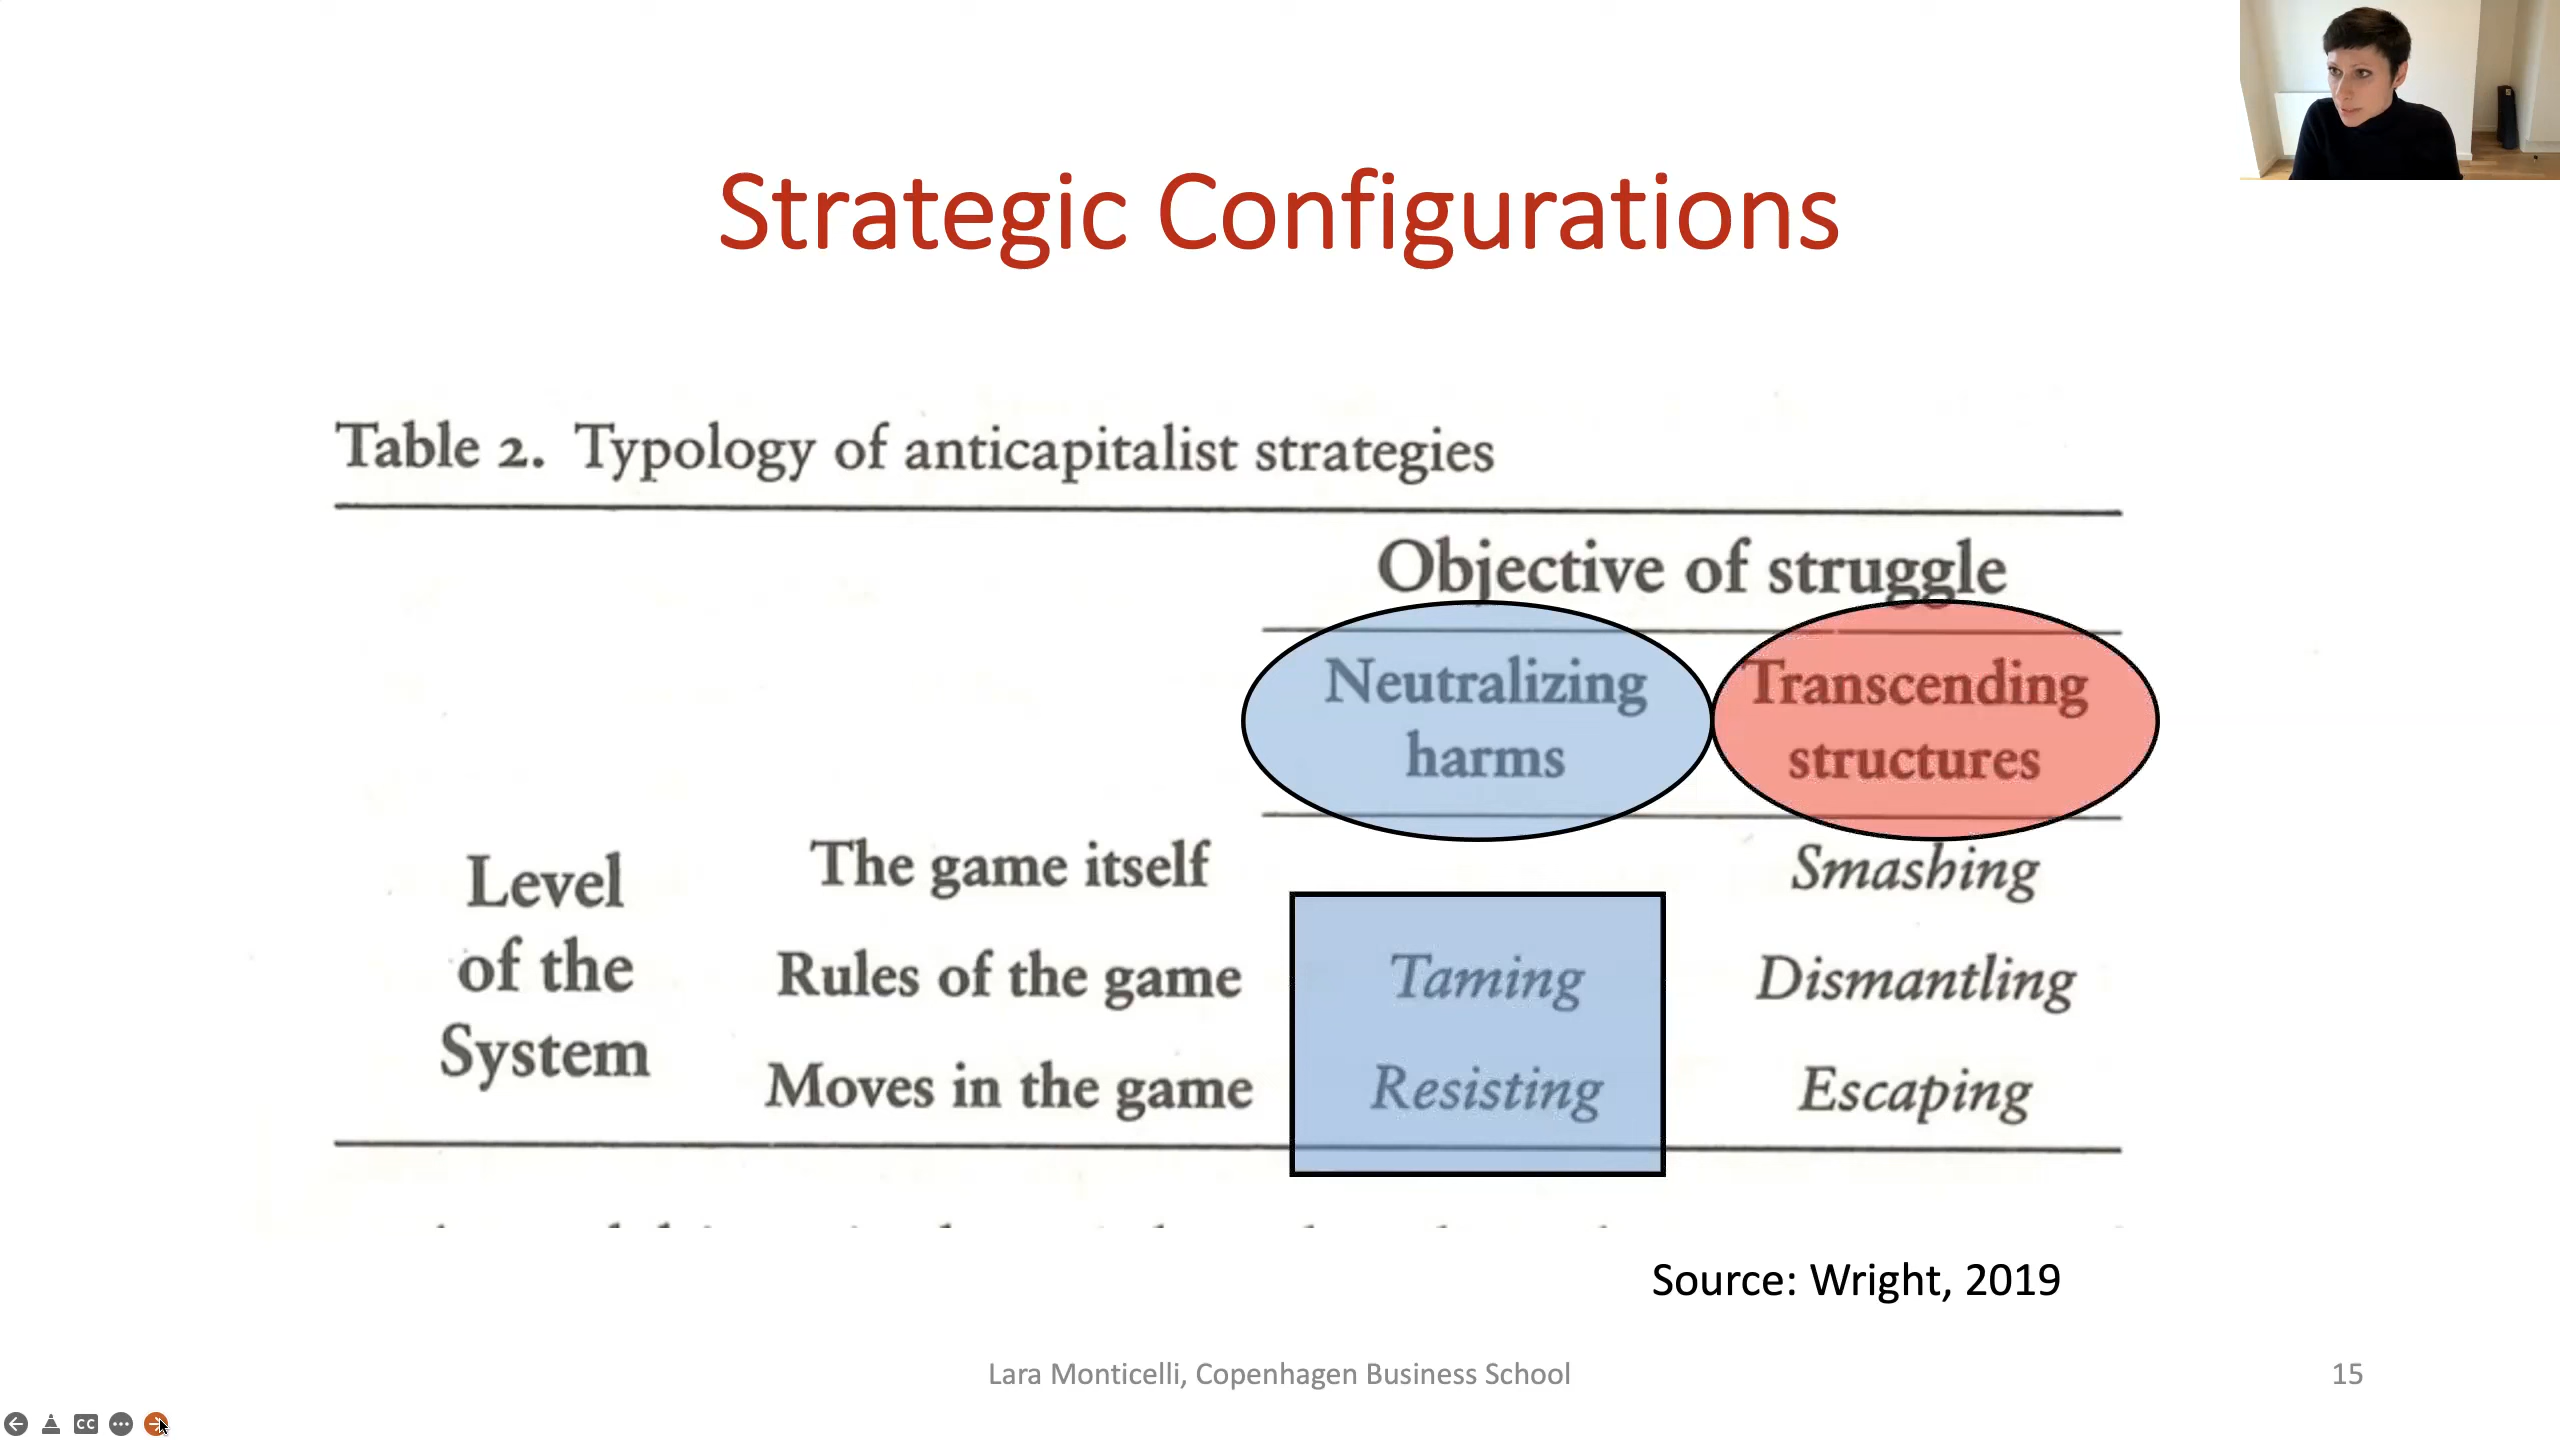 Strategic Configurations
Table 2. Typology of anticapitalist strategies
Objective of struggle
Neutralizing harms
Transcending structures
Level of the System
The game itself
Smashing
Rules of the game
Taming
Dismantling
Moves in the game
Resisting
Escaping
Source: Wright, 2019
Lara Monticelli, Copenhagen Business School
15
CC